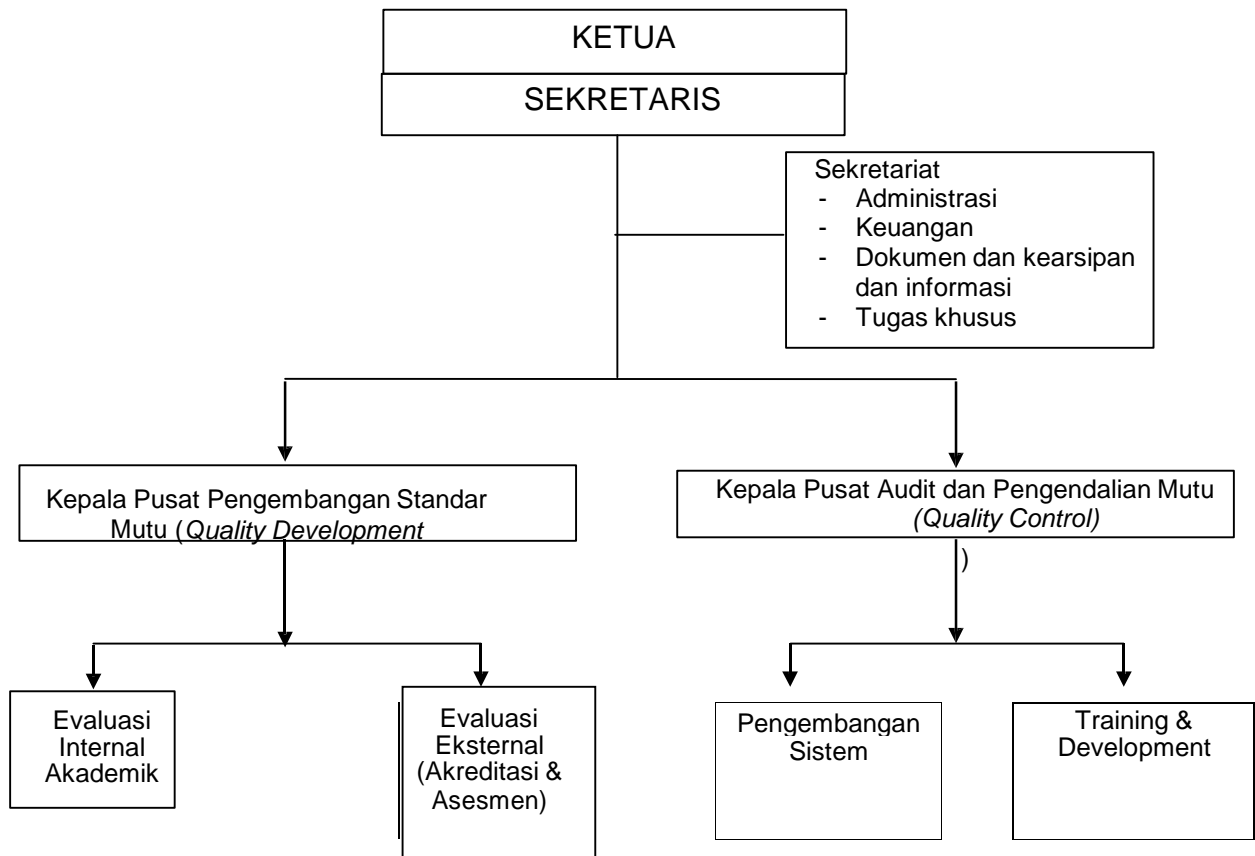 KETUA
SEKRETARIS
Sekretariat
- Administrasi
- Keuangan
- Dokumen dan kearsipan
dan informasi
- Tugas khusus
Kepala Pusat Pengembangan Standar
Mutu (Quality Development
Kepala Pusat Audit dan Pengendalian Mutu
(Quality Control)
)
Evaluasi
Internal
Akademik
Evaluasi
Eksternal
(Akreditasi &
Asesmen)
Pengembangan
Sistem
Training &
Development